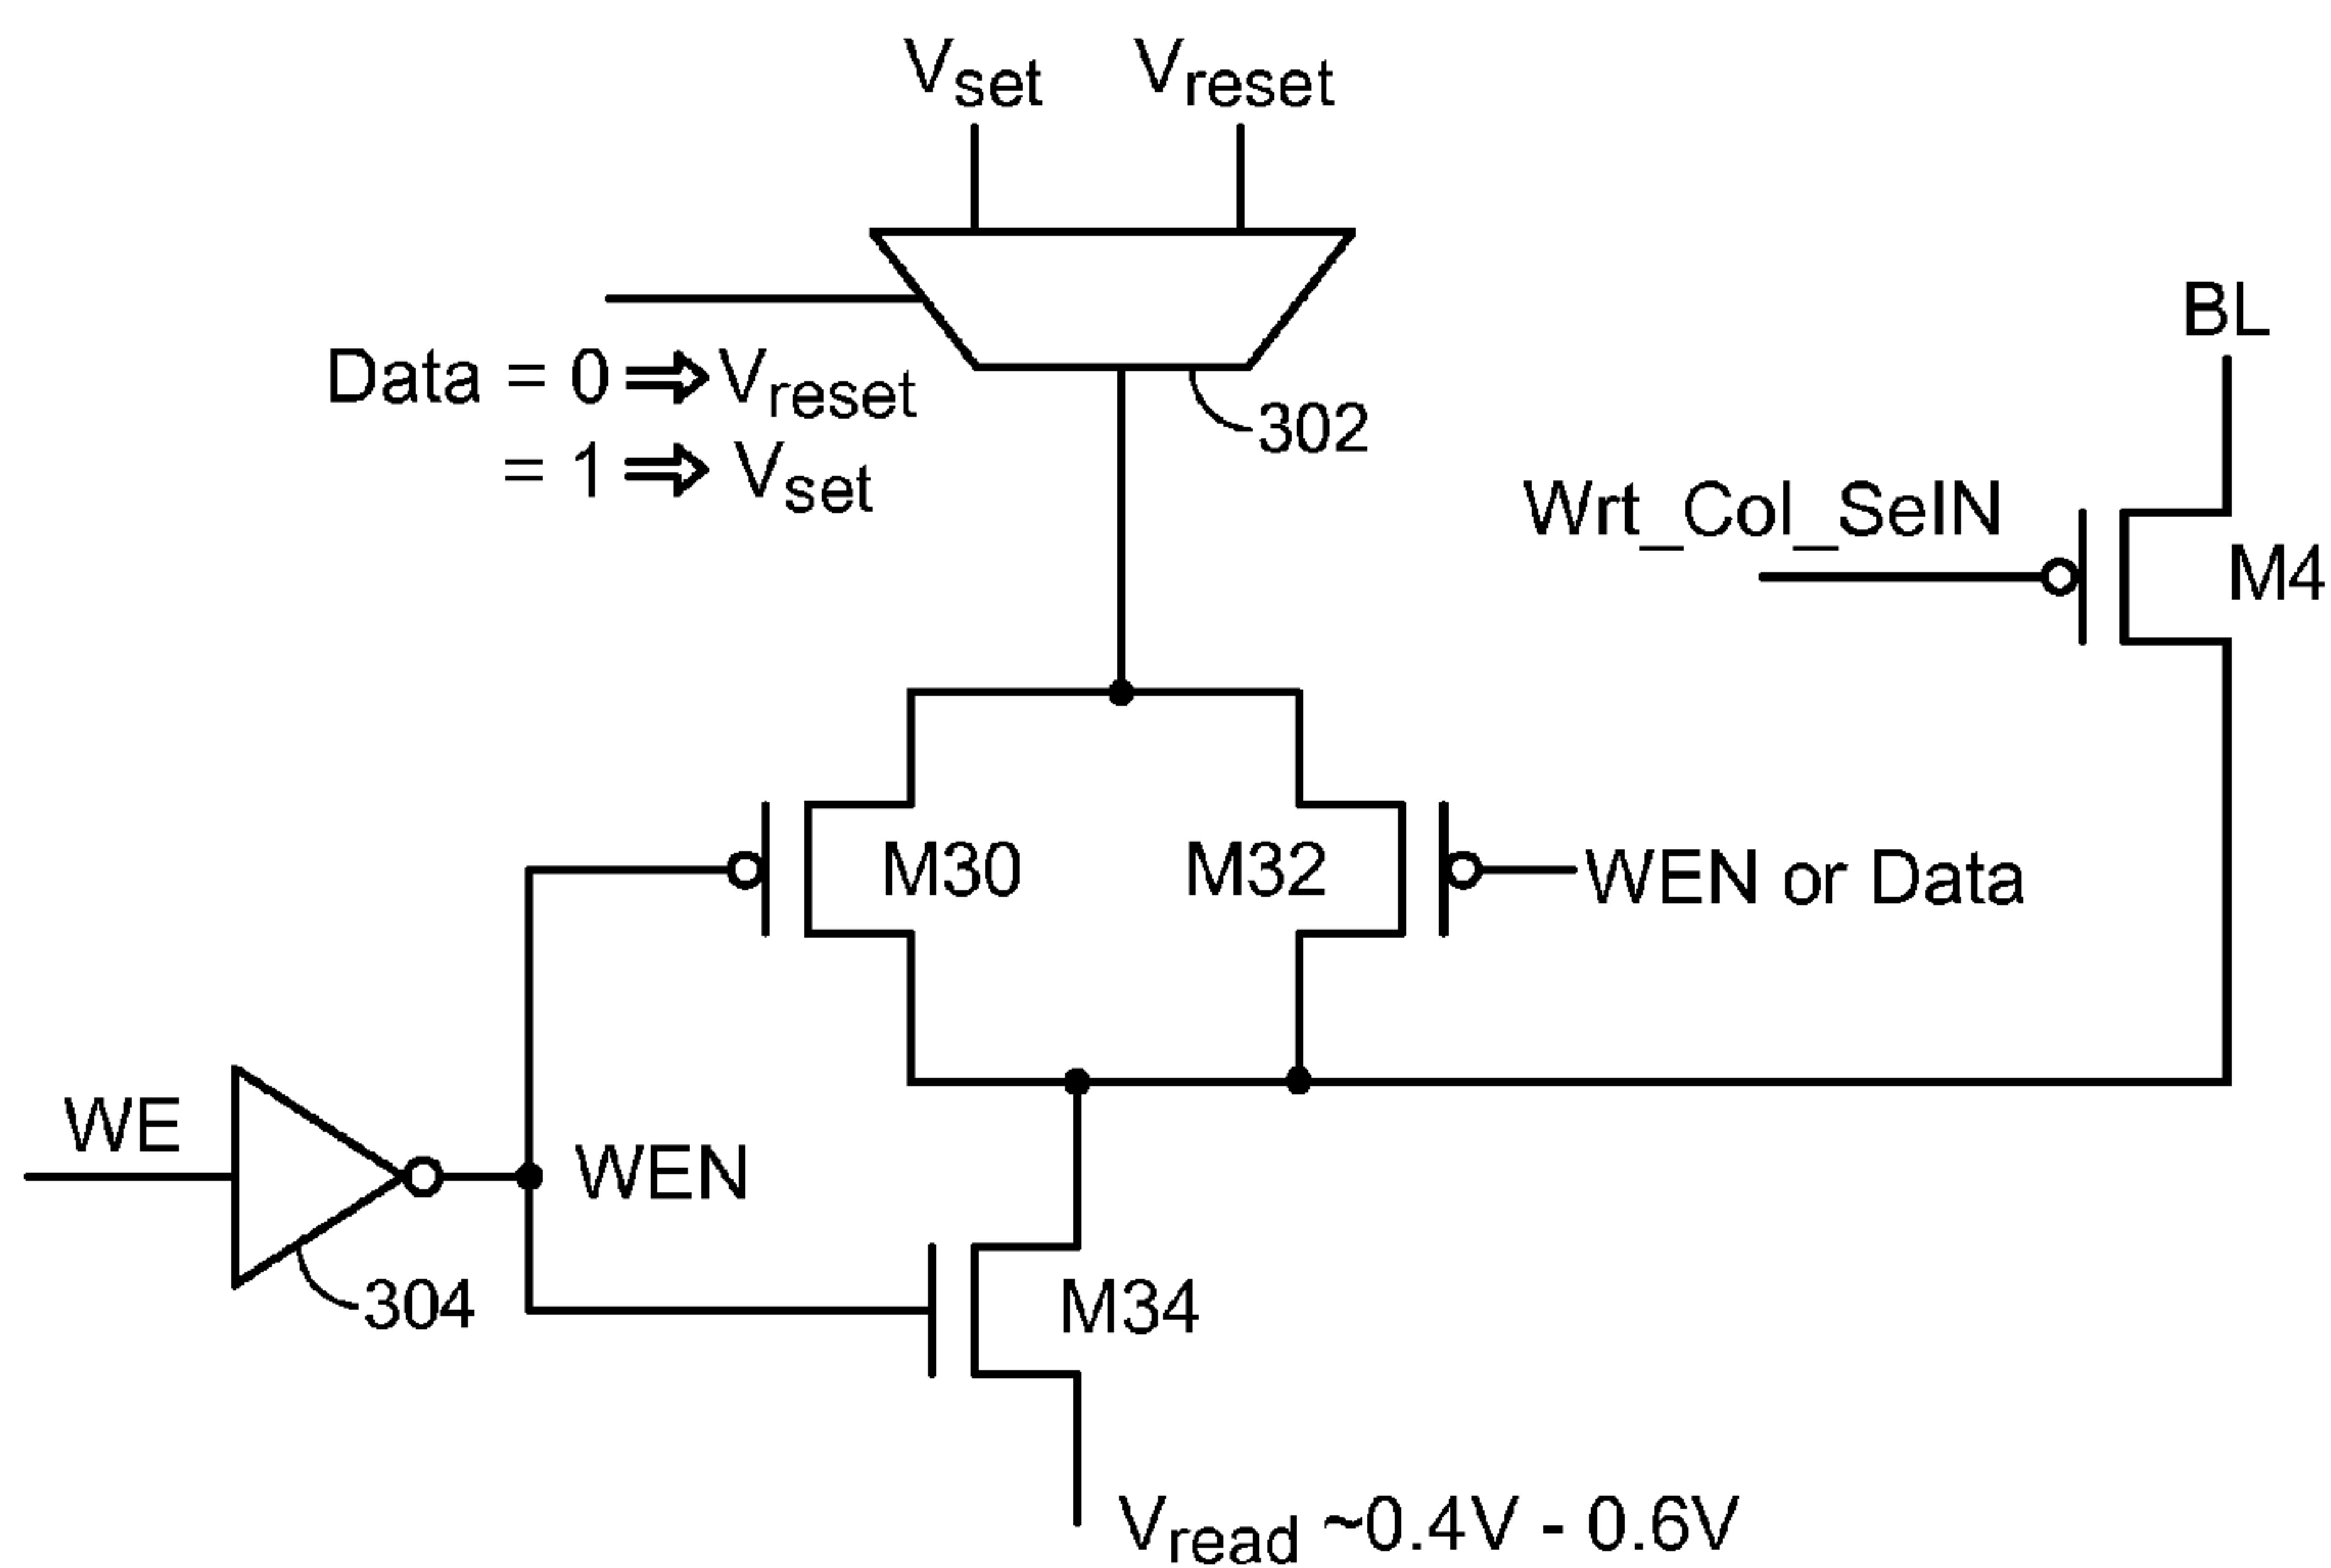 Vset Vreset
Data = 0 ⇒ Vreset
= 1 ⇒ Vset
302
BL
Wrt_Col_SelN
M4
M30 M32 WEN or Data
WE
WEN
304
M34
Vread ~0.4V - 0.6V